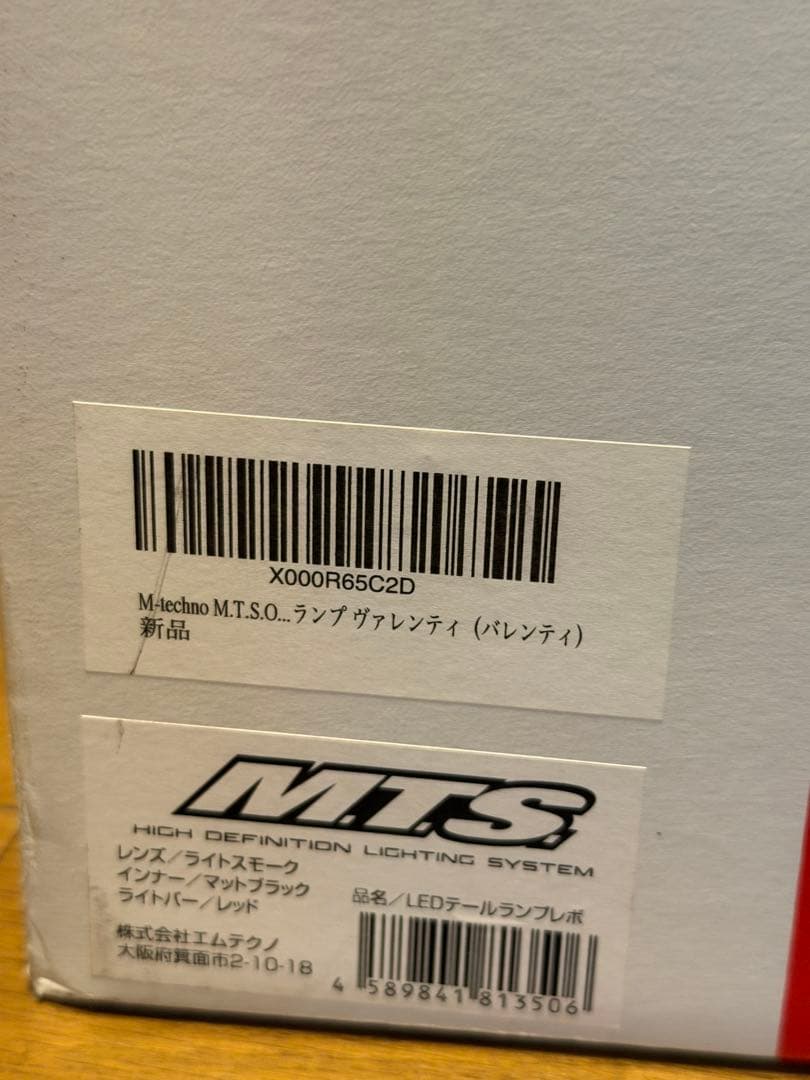 X000R65C2D
M-techno M.T.S.O...ランプ ヴァレンティ (バレンティ)
新品
M.T.S.
HIGH DEFINITION LIGHTING SYSTEM
レンズ/ライトスモーク
インナー/マットブラック
ライトバー/レッド
品名/LEDテールランプレボ
株式会社エムテクノ
大阪府箕面市2-10-18
4 589841 813506